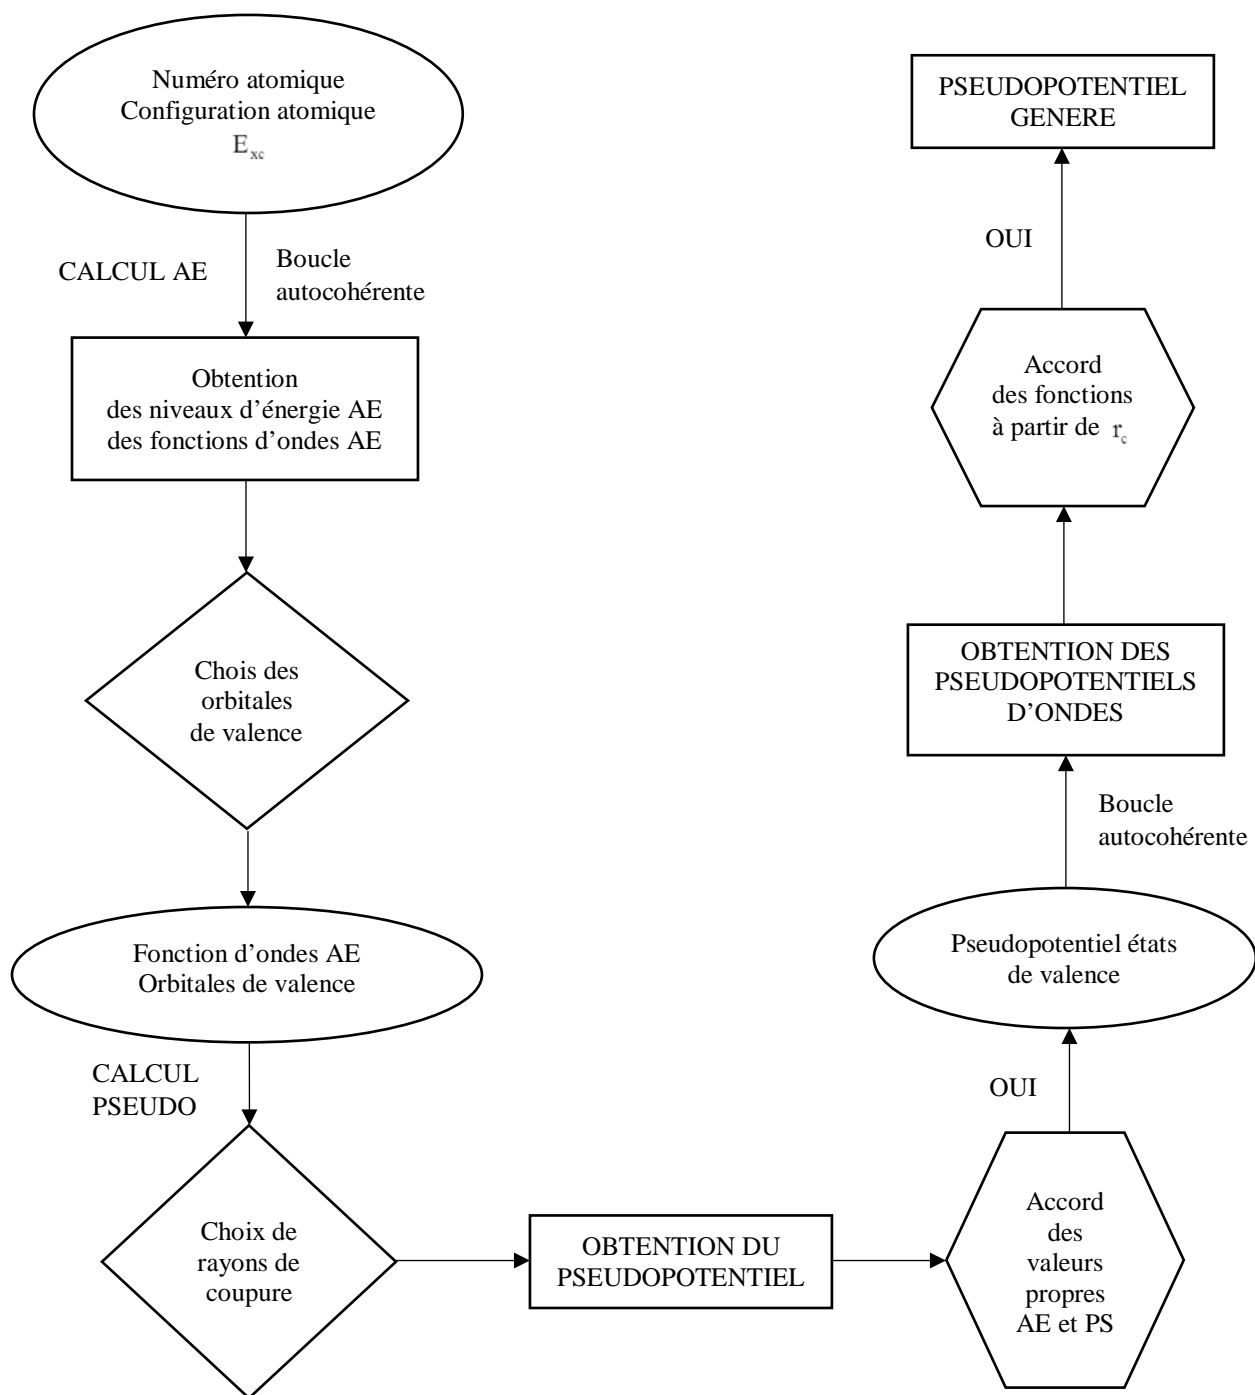 Numéro atomique
Configuration atomique
E_xc
CALCUL AE
Boucle
autocohérente
Obtention
des niveaux d’énergie AE
des fonctions d’ondes AE
Chois des
orbitales
de valence
Fonction d’ondes AE
Orbitales de valence
CALCUL
PSEUDO
Choix de
rayons de
coupure
OBTENTION DU
PSEUDOPOTENTIEL
Accord
des
valeurs
propres
AE et PS
OUI
Pseudopotentiel états
de valence
Boucle
autocohérente
OBTENTION DES
PSEUDOPOTENTIELS
D’ONDES
Accord
des fonctions
à partir de r_c
OUI
PSEUDOPOTENTIEL
GENERE